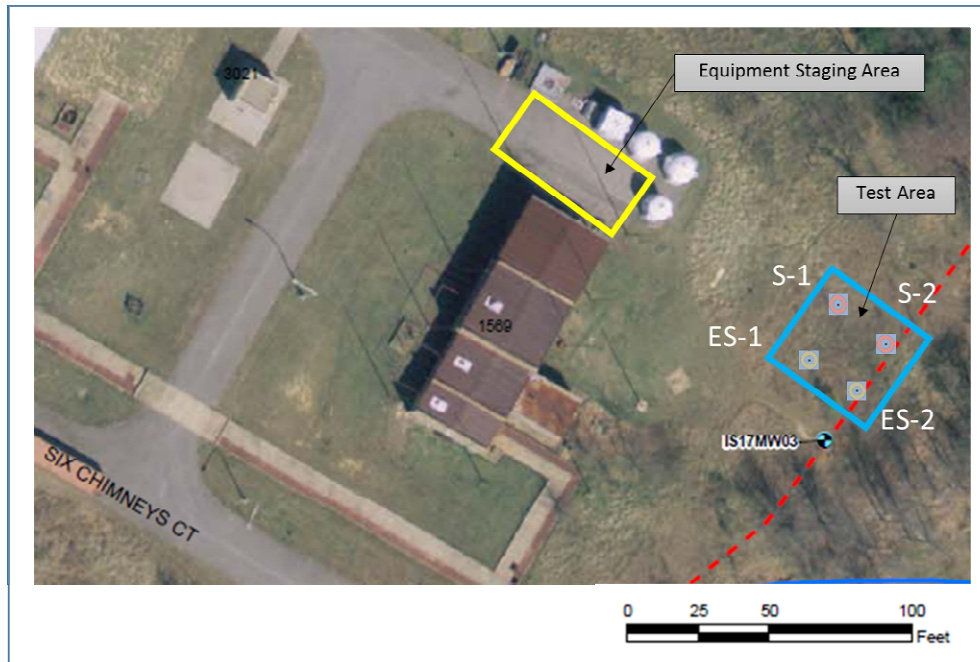 3021
Equipment Staging Area
Test Area
S-1
S-2
ES-1
1569
ES-2
IS17MW03
SIX CHIMNEYS CT
0 25 50 100
Feet